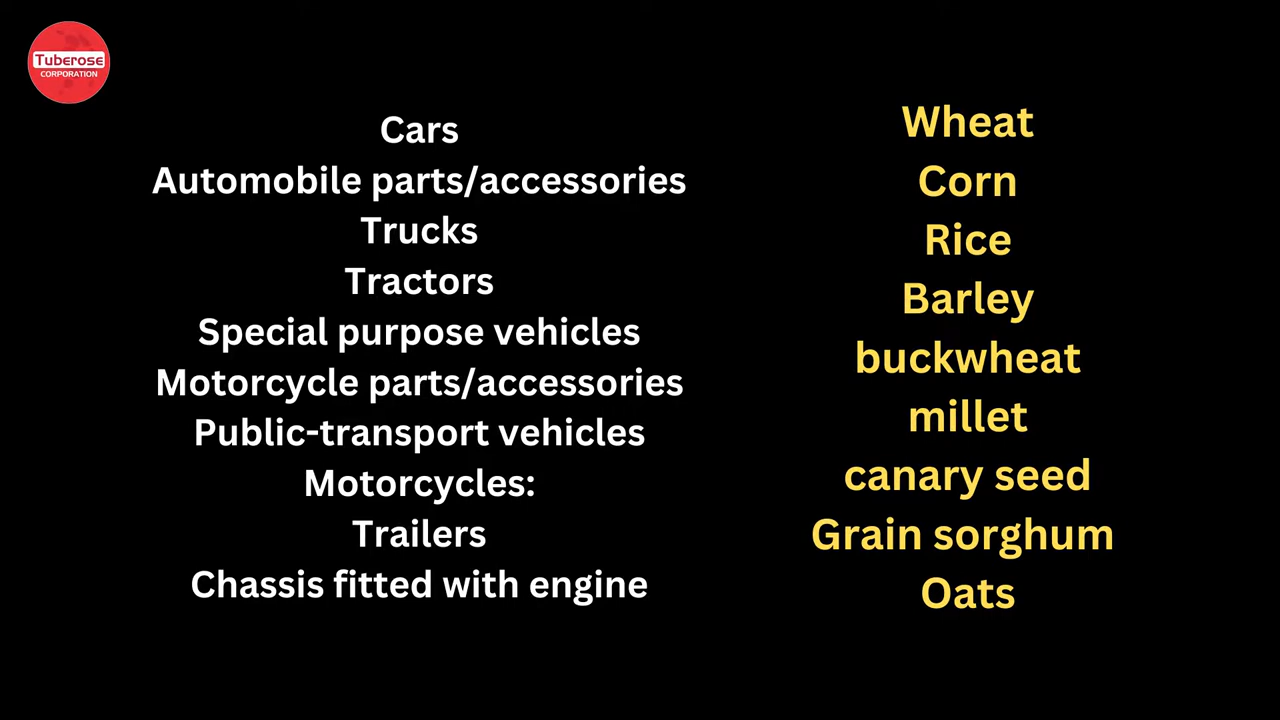 Tuberose
CORPORATION
Cars
Automobile parts/accessories
Trucks
Tractors
Special purpose vehicles
Motorcycle parts/accessories
Public-transport vehicles
Motorcycles:
Trailers
Chassis fitted with engine
Wheat
Corn
Rice
Barley
buckwheat
millet
canary seed
Grain sorghum
Oats